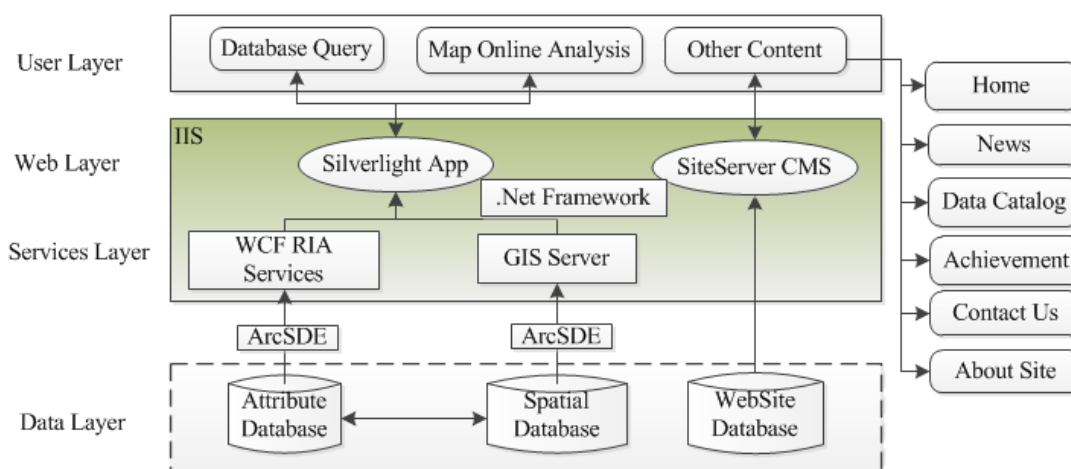 User Layer
Database Query
Map Online Analysis
Other Content
Home
News
Data Catalog
Achievement
Contact Us
About Site
IIS
Web Layer
Silverlight App
SiteServer CMS
.Net Framework
Services Layer
WCF RIA
Services
GIS Server
ArcSDE
ArcSDE
Data Layer
Attribute
Database
Spatial
Database
WebSite
Database